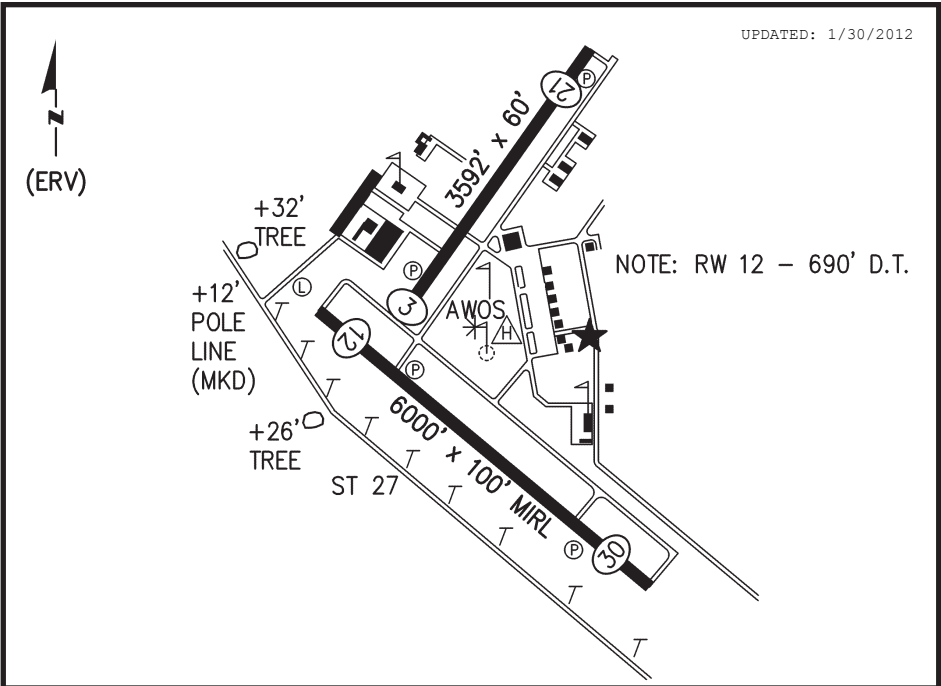 UPDATED: 1/30/2012
N
(ERV)
21
P
3592' x 60'
+32'
TREE
NOTE: RW 12 – 690' D.T.
P
L
+12'
POLE
LINE
(MKD)
3
AWOS
H
12
P
6000' x 100' MIRL
+26'
TREE
ST 27
P
30